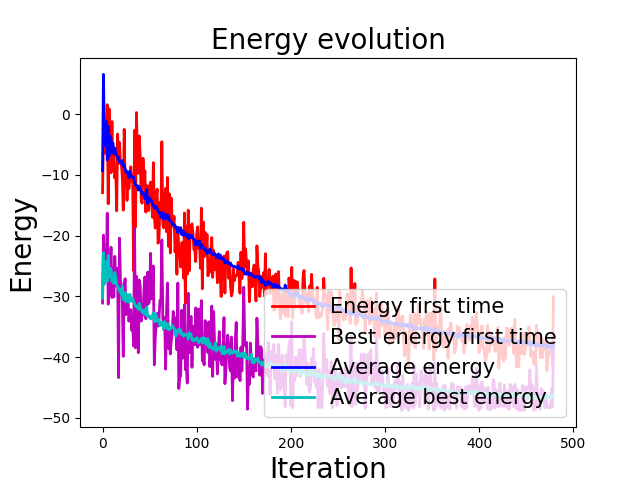 Energy evolution
Energy
0
−10
−20
−30
−40
−50
Energy first time
Best energy first time
Average energy
Average best energy
0 100 200 300 400 500
Iteration